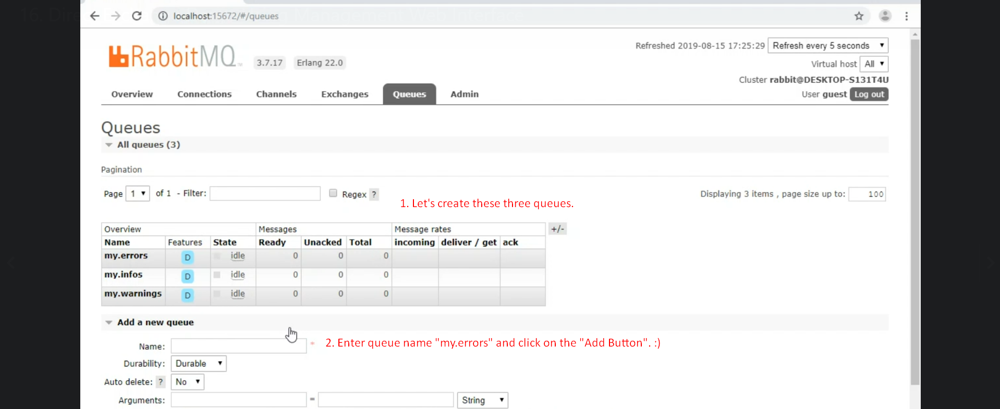 localhost:15672/#/queues
RabbitMQ TM 3.7.17 Erlang 22.0
Refreshed 2019-08-15 17:25:29 Refresh every 5 seconds
Virtual host All
Cluster rabbit@DESKTOP-S131T4U
User guest Log out
Overview Connections Channels Exchanges Queues Admin
Queues
All queues (3)
Pagination
Page 1 of 1 - Filter: Regex ? Displaying 3 items , page size up to: 100
1. Let's create these three queues.
Overview Messages Message rates +/-
Name Features State Ready Unacked Total incoming deliver / get ack
my.errors D idle 0 0 0
my.infos D idle 0 0 0
my.warnings D idle 0 0 0
Add a new queue
Name: * 2. Enter queue name "my.errors" and click on the "Add Button". :)
Durability: Durable
Auto delete: ? No
Arguments: = String